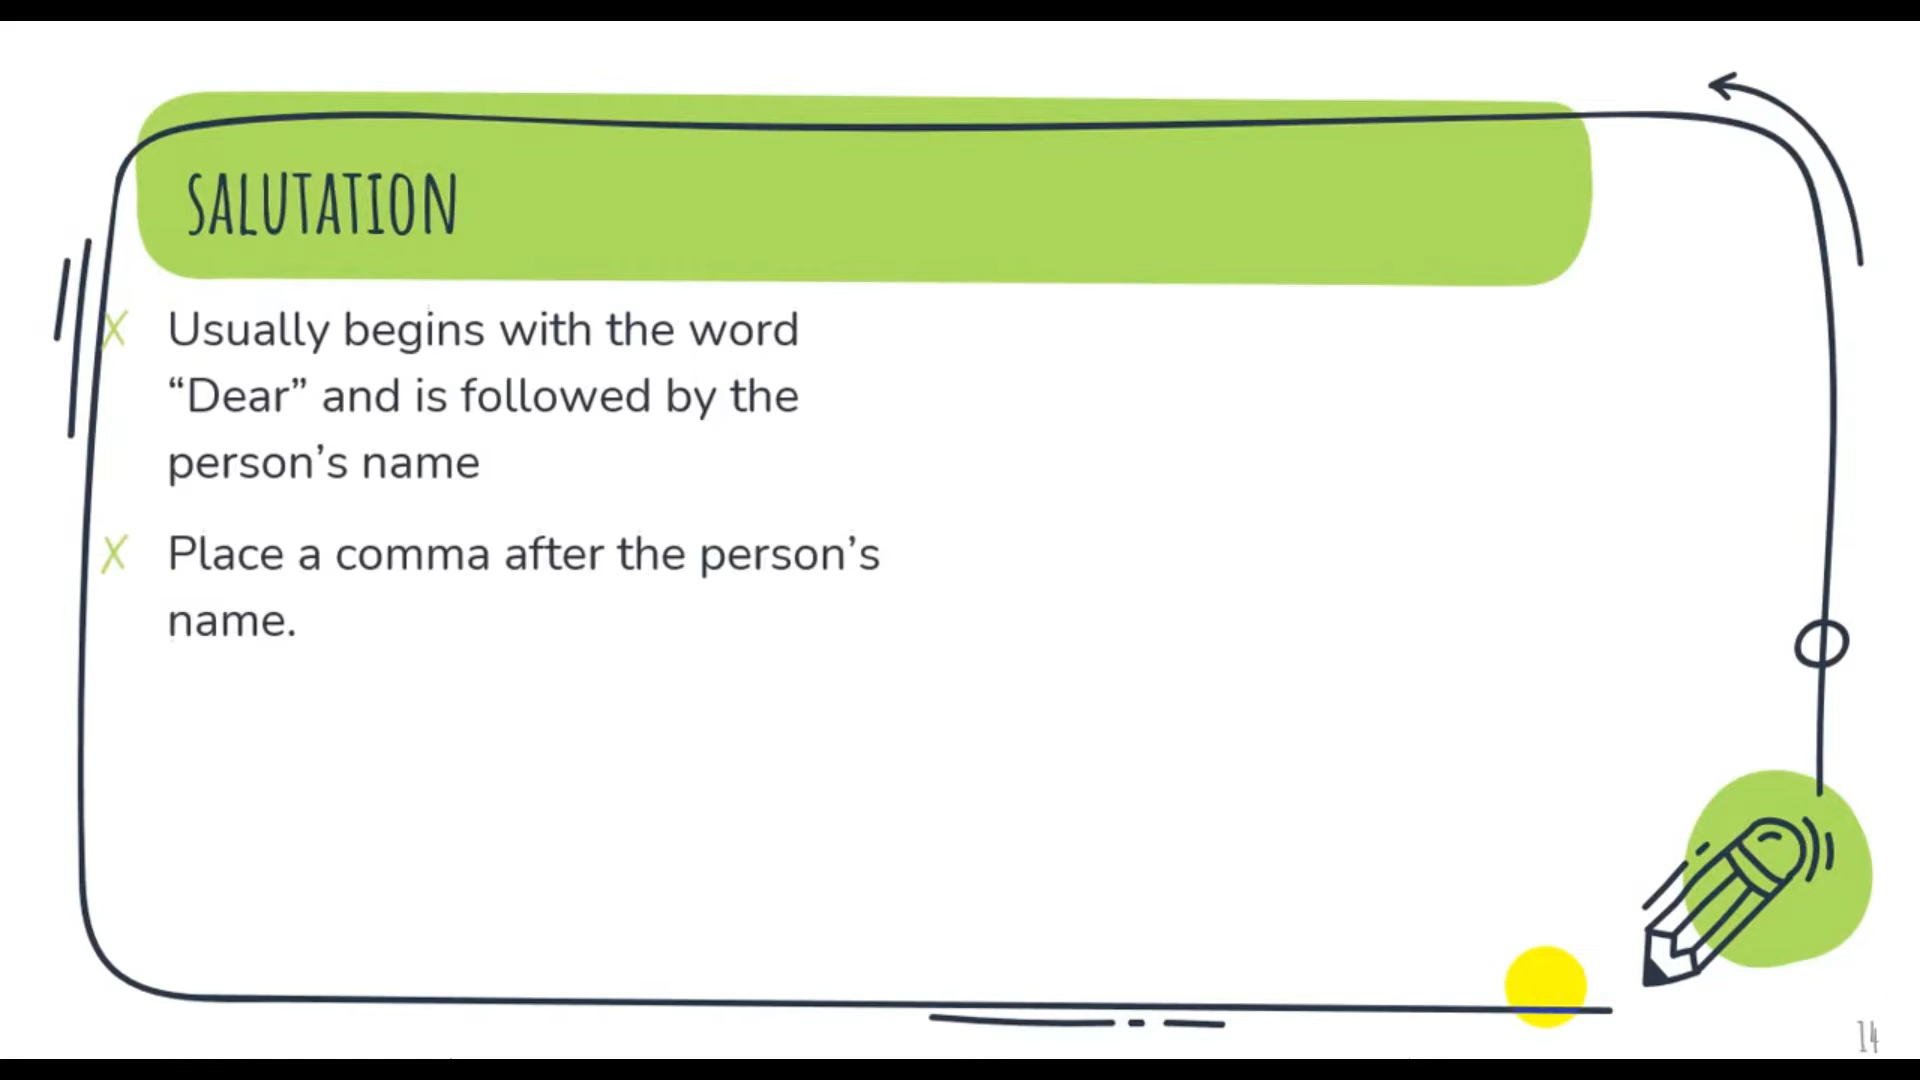 SALUTATION
X Usually begins with the word
“Dear” and is followed by the
person’s name
X Place a comma after the person’s
name.
14